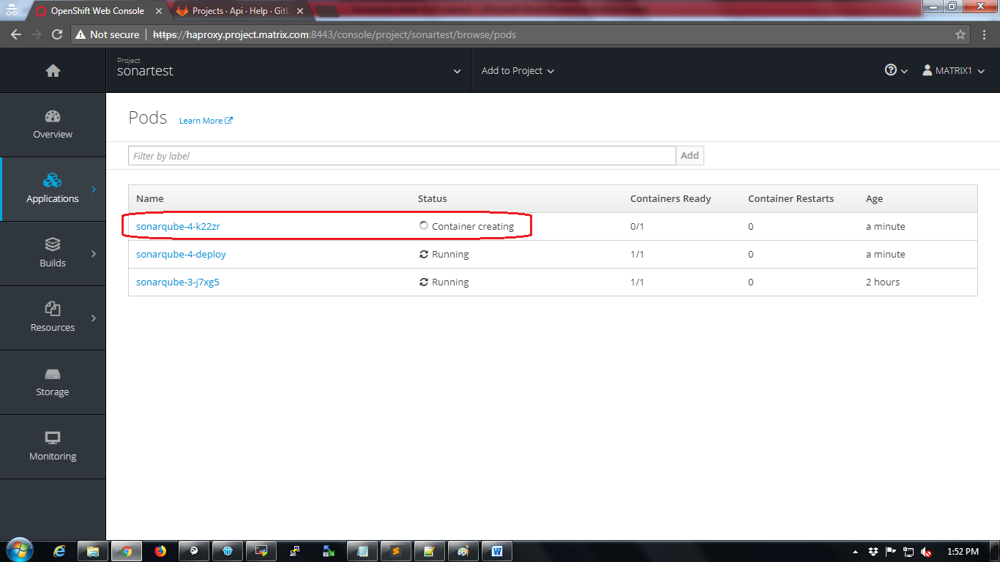 OpenShift Web Console
Projects · Api · Help · GitL
Not secure
https://haproxy.project.matrix.com:8443/console/project/sonartest/browse/pods
Project
sonartest
Add to Project
MATRIX1
Overview
Applications
Builds
Resources
Storage
Monitoring
Pods
Learn More
Filter by label
Add
Name Status Containers Ready Container Restarts Age
sonarqube-4-k22zr Container creating 0/1 0 a minute
sonarqube-4-deploy Running 1/1 0 a minute
sonarqube-3-j7xg5 Running 1/1 0 2 hours
1:52 PM